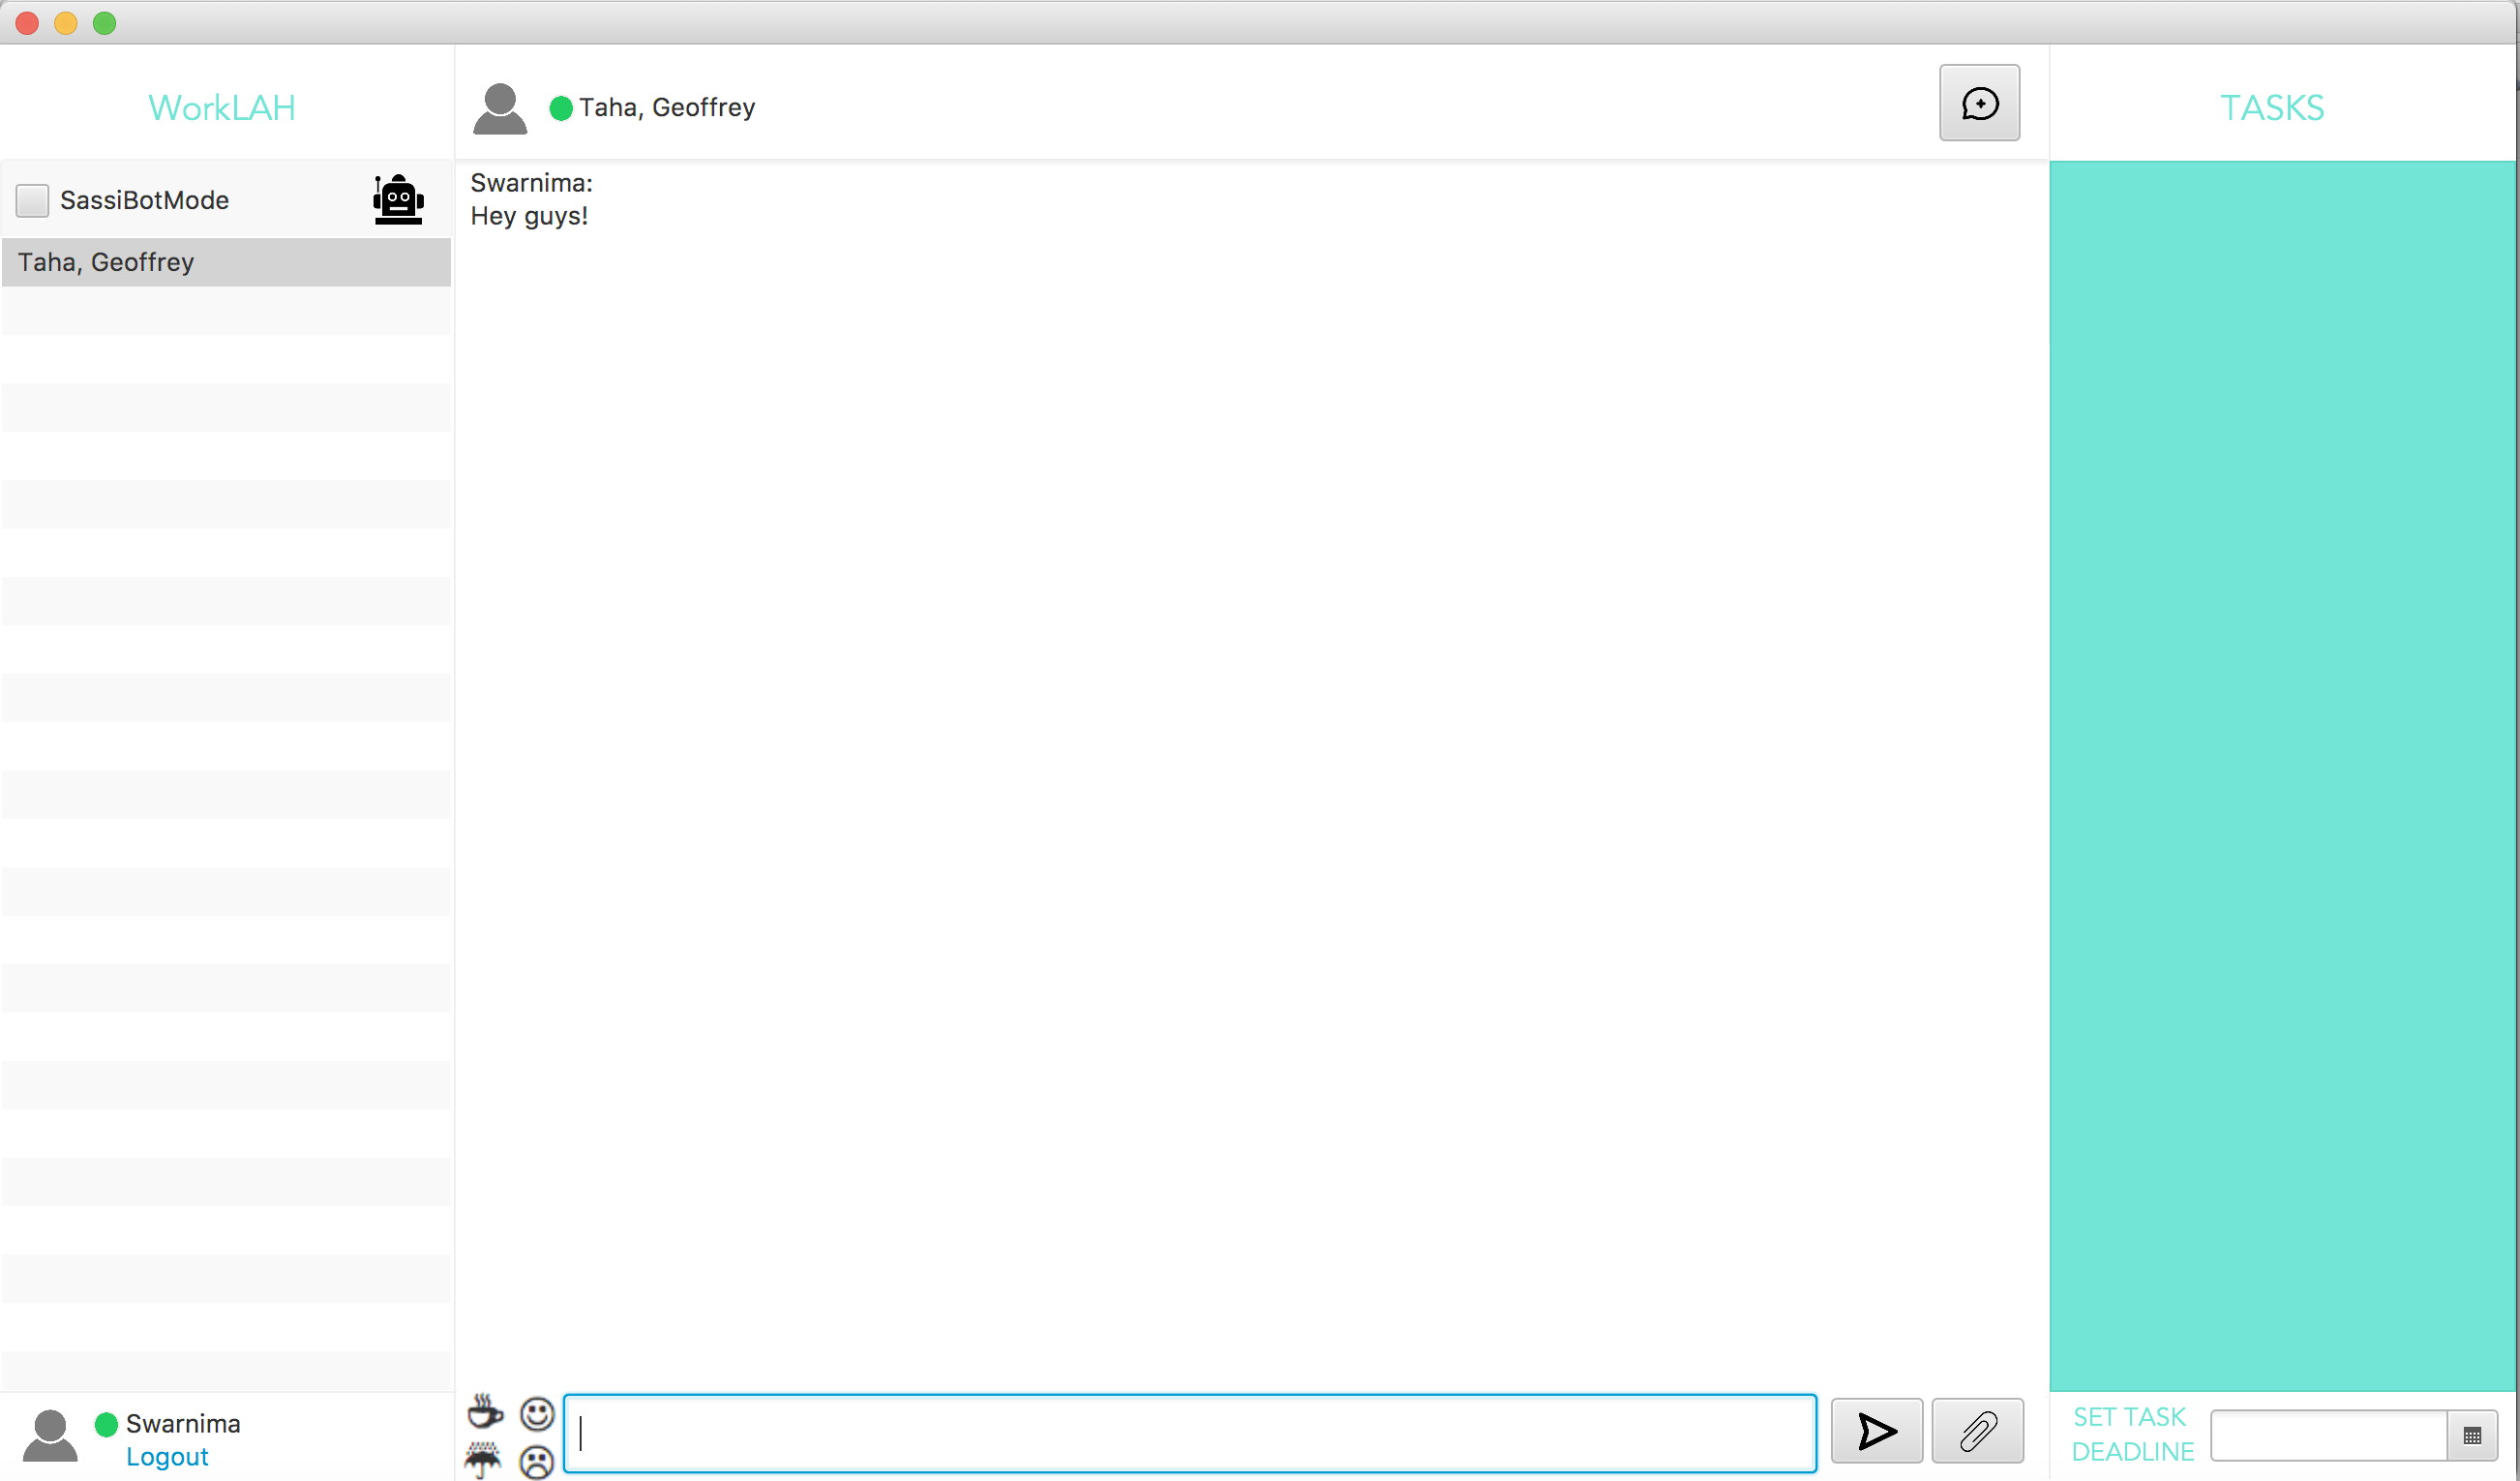 WorkLAH
SassiBotMode
Taha, Geoffrey
Taha, Geoffrey
Swarnima:
Hey guys!
TASKS
Swarnima
Logout
SET TASK
DEADLINE